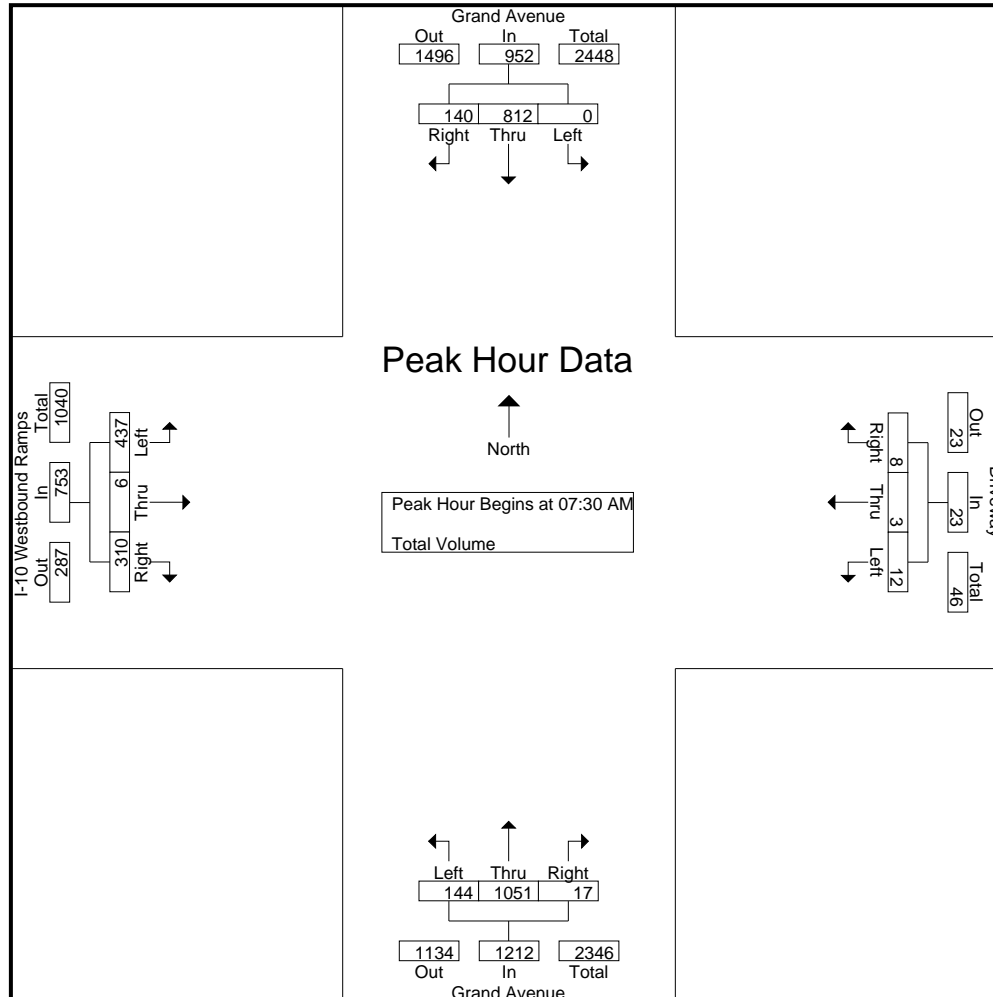 Grand Avenue
Out In Total
1496 952 2448
140 812 0
Right Thru Left
Peak Hour Data
North
Peak Hour Begins at 07:30 AM
Total Volume
I-10 Westbound Ramps
Total In Out
1040 753 287
437 6 310
Left Thru Right
Right Thru Left
8 3 12
Out In Total
23 23 46
Left Thru Right
144 1051 17
1134 1212 2346
Out In Total
Grand Avenue